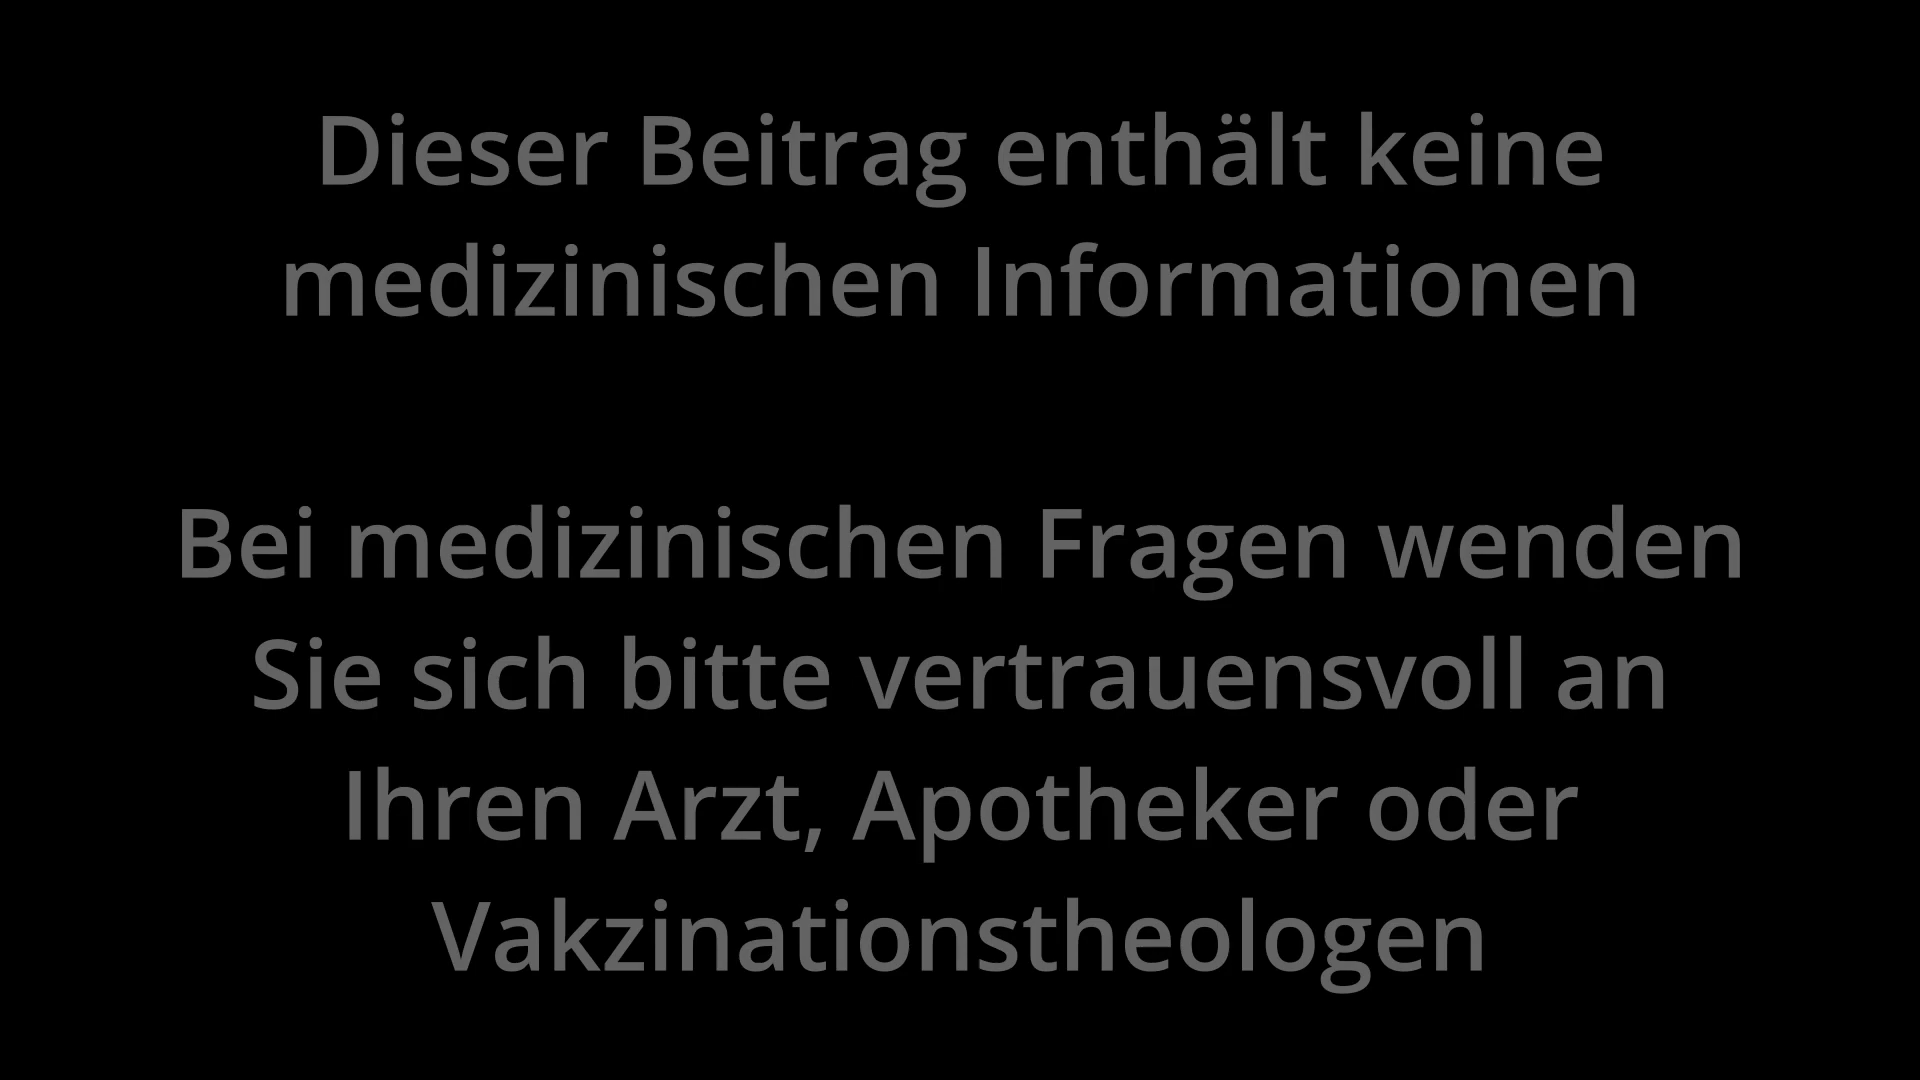 Dieser Beitrag enthält keine
medizinischen Informationen
Bei medizinischen Fragen wenden
Sie sich bitte vertrauensvoll an
Ihren Arzt, Apotheker oder
Vakzinationstheologen